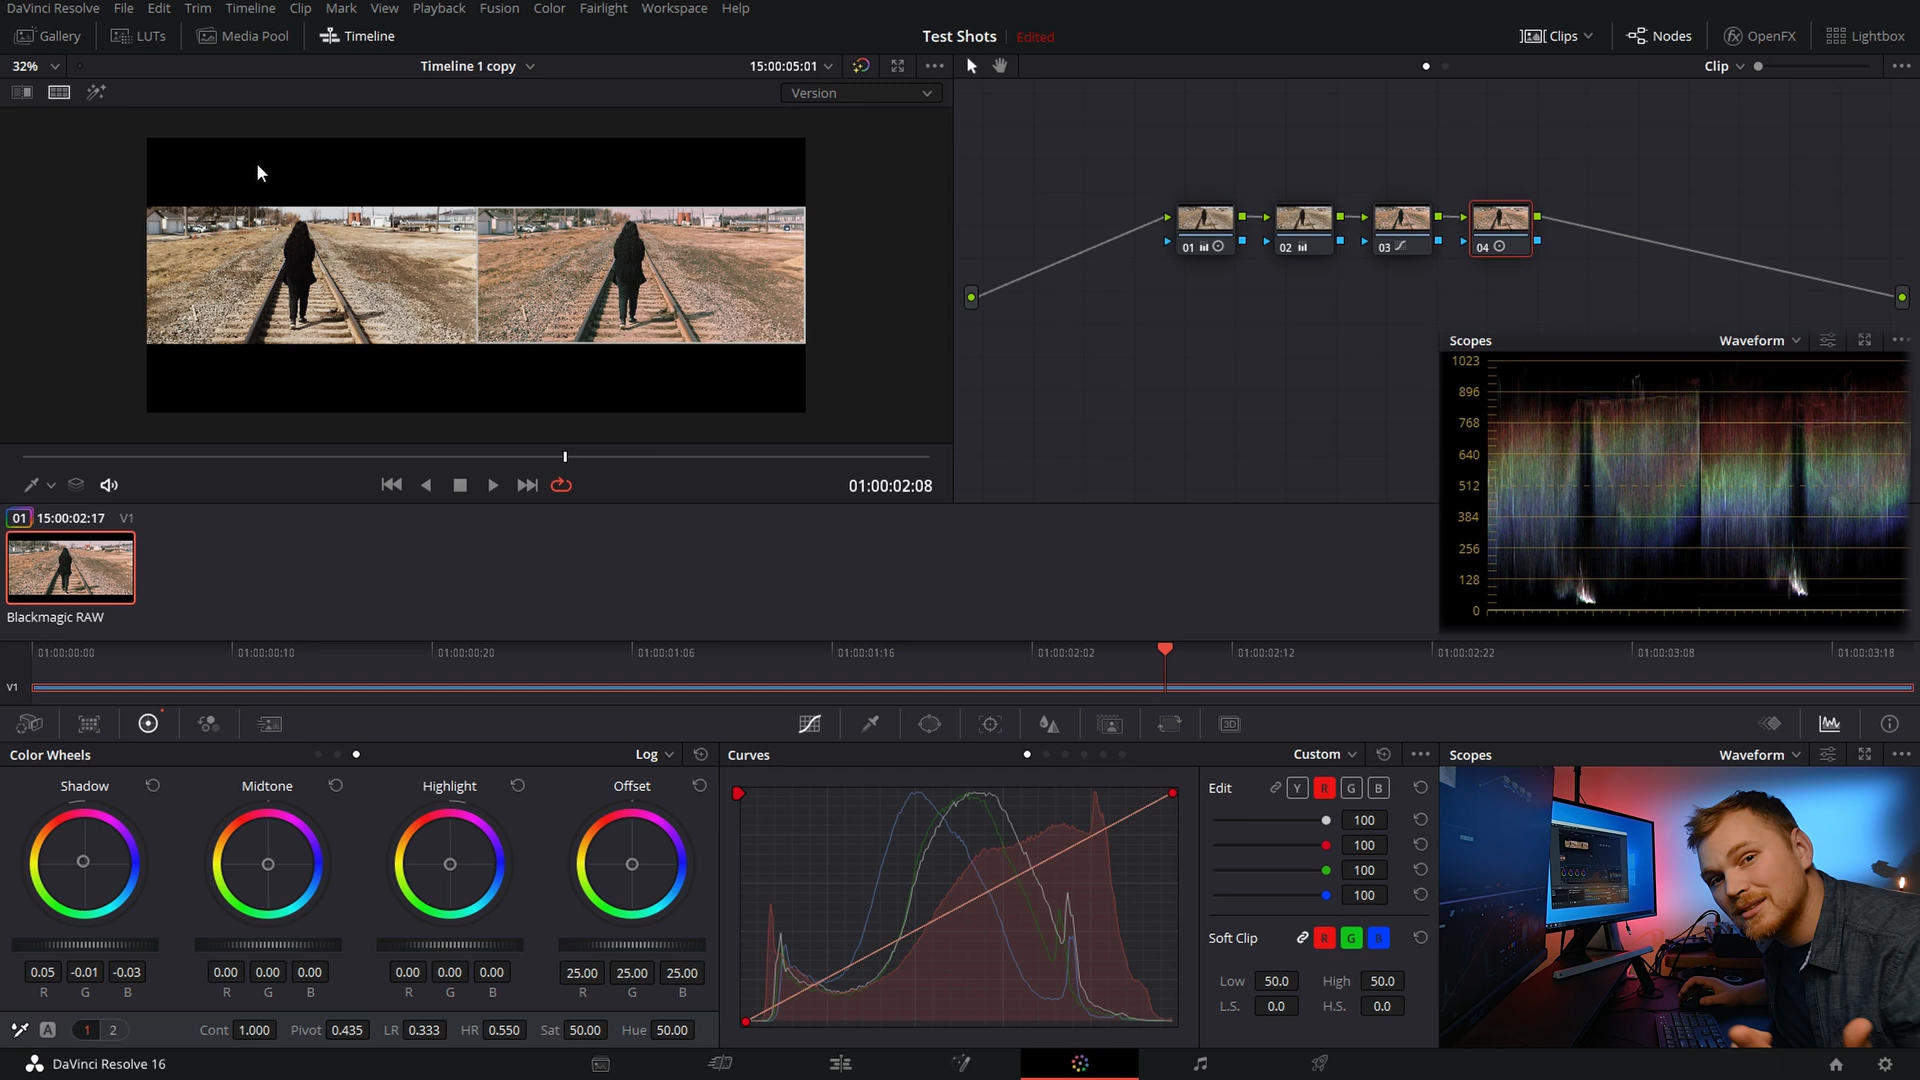 DaVinci Resolve File Edit Trim Timeline Clip Mark View Playback Fusion Color Fairlight Workspace Help
Gallery LUTs Media Pool Timeline Test Shots Edited Clips Nodes OpenFX Lightbox
32% Timeline 1 copy 15:00:05:01 Clip
Version
01 02 03 04
Scopes Waveform
1023
896
768
640
512
384
256
128
0
01:00:02:08
01 15:00:02:17 V1
Blackmagic RAW
01:00:00:00 01:00:00:10 01:00:00:20 01:00:01:06 01:00:01:16 01:00:02:02 01:00:02:12 01:00:02:22 01:00:03:08 01:00:03:18
V1
3D
Color Wheels Log Curves Custom Scopes Waveform
Shadow Midtone Highlight Offset
Edit Y R G B
100
100
100
100
Soft Clip R G B
Low 50.0 High 50.0
L.S. 0.0 H.S. 0.0
0.05 -0.01 -0.03 0.00 0.00 0.00 0.00 0.00 0.00 25.00 25.00 25.00
R G B R G B R G B R G B
A 1 2 Cont 1.000 Pivot 0.435 LR 0.333 HR 0.550 Sat 50.00 Hue 50.00
DaVinci Resolve 16